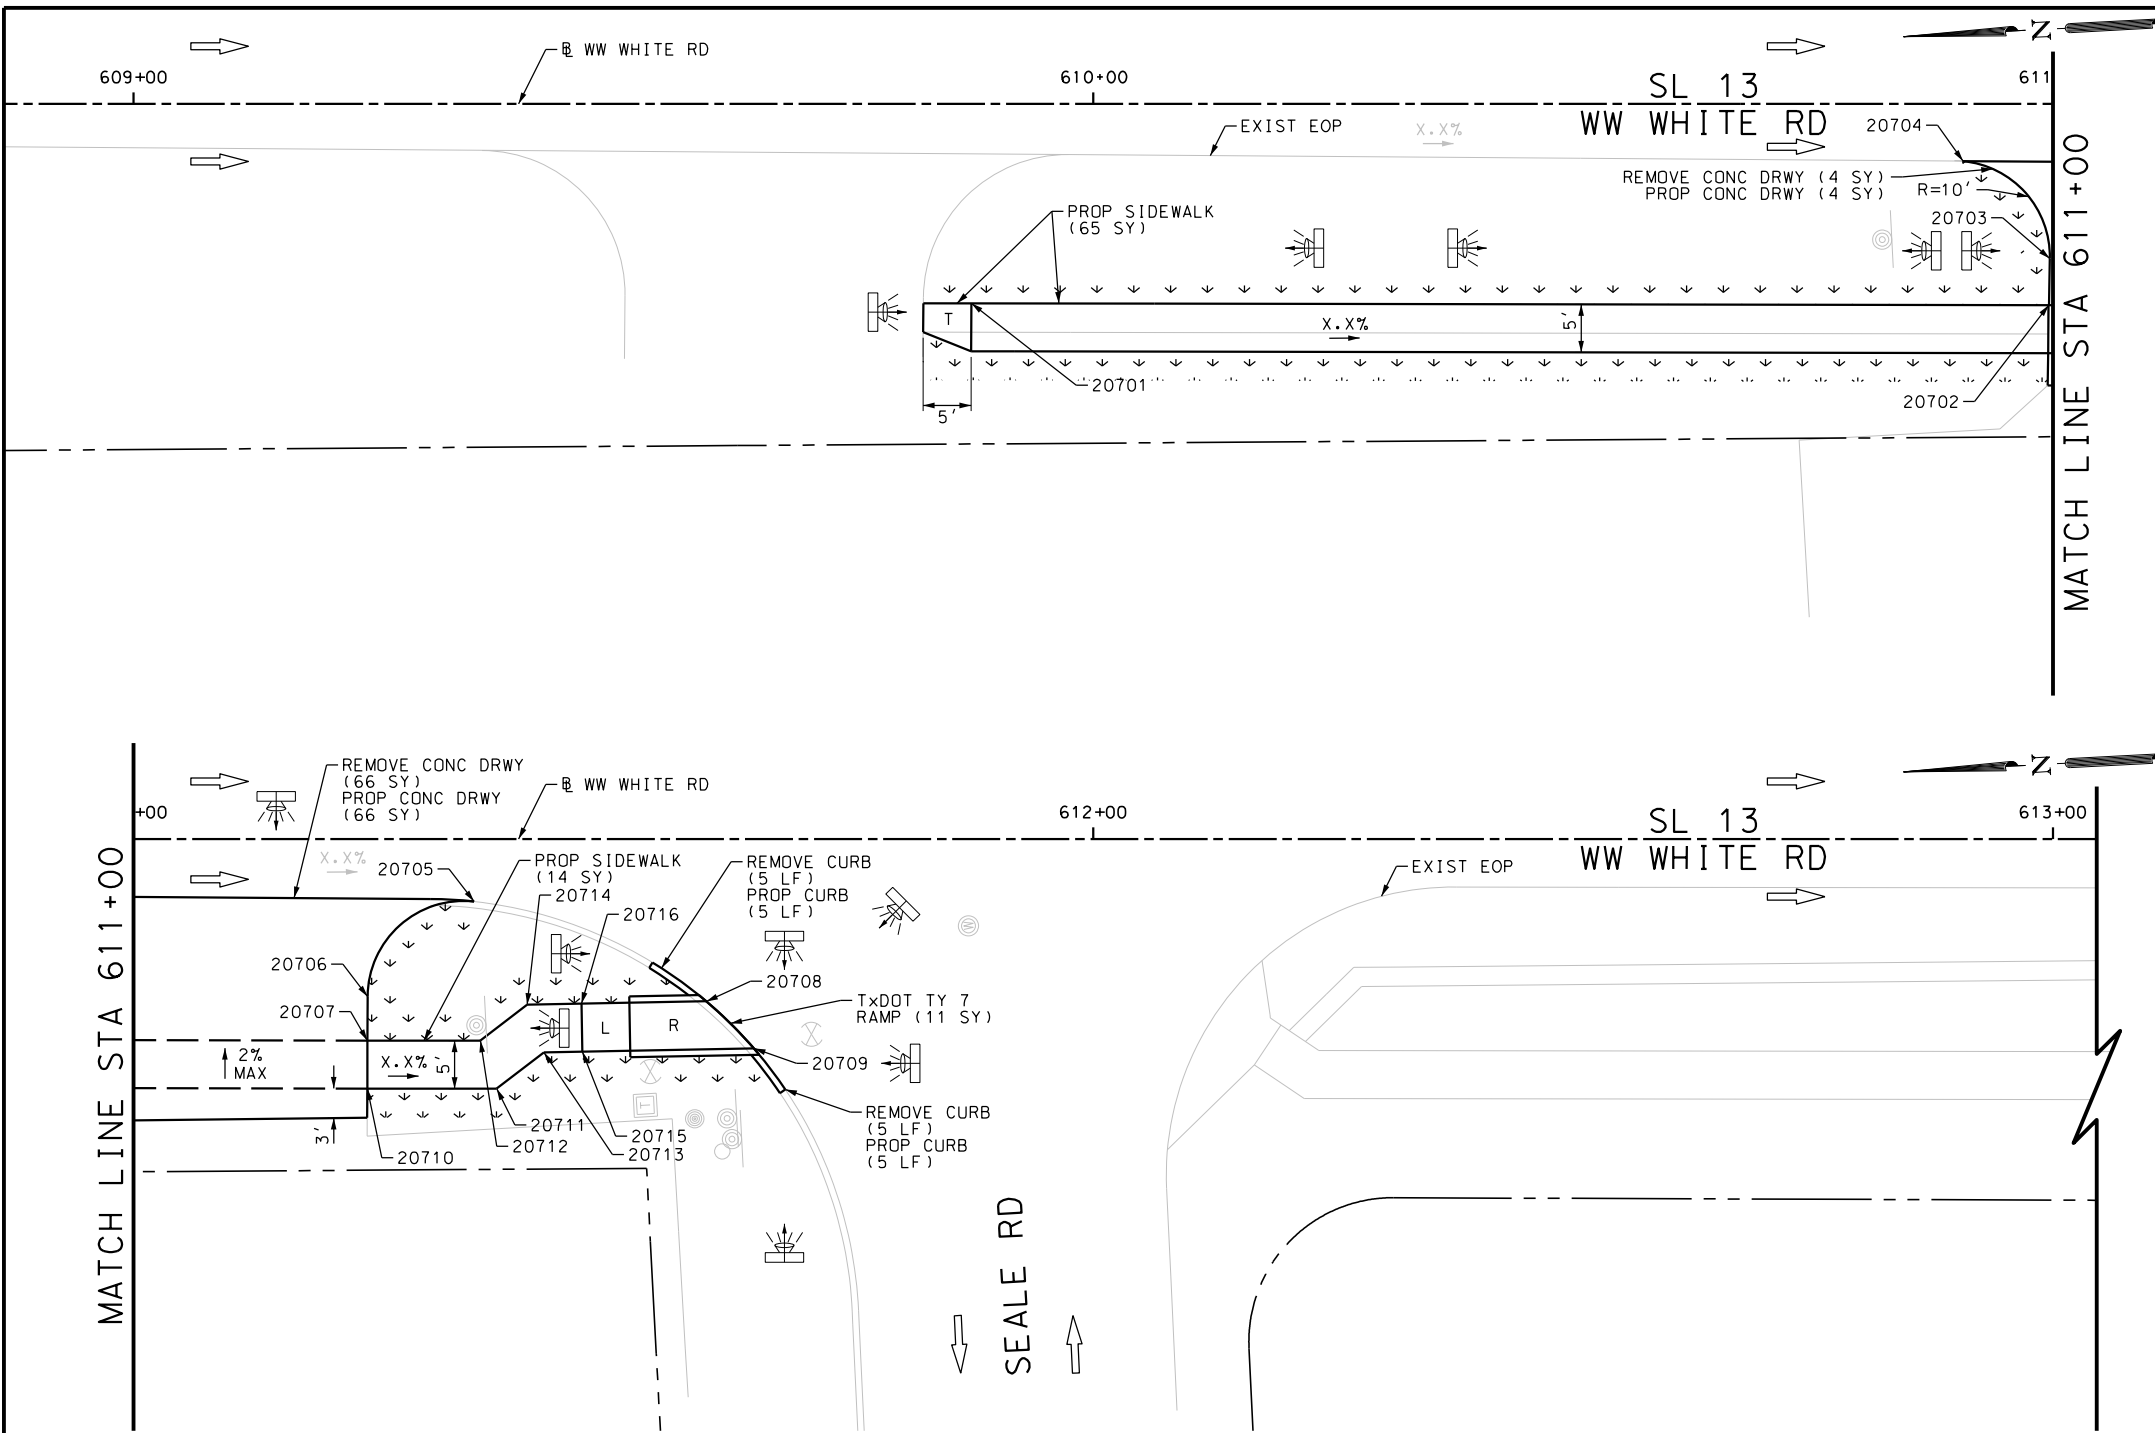 N
609+00
℄ WW WHITE RD
610+00
SL 13
WW WHITE RD
611
EXIST EOP
X.X%
20704
REMOVE CONC DRWY (4 SY)
PROP CONC DRWY (4 SY)
R=10'
20703
PROP SIDEWALK
(65 SY)
T
X.X%
5'
20701
5'
20702
MATCH LINE STA 611+00
N
REMOVE CONC DRWY
(66 SY)
PROP CONC DRWY
(66 SY)
℄ WW WHITE RD
+00
612+00
SL 13
WW WHITE RD
613+00
EXIST EOP
X.X%
20705
PROP SIDEWALK
(14 SY)
20714
20716
REMOVE CURB
(5 LF)
PROP CURB
(5 LF)
W
20706
20707
20708
TxDOT TY 7
RAMP (11 SY)
L
R
2%
MAX
X.X%
5'
20709
T
REMOVE CURB
(5 LF)
PROP CURB
(5 LF)
3'
20711
20712
20715
20713
20710
MATCH LINE STA 611+00
SEALE RD